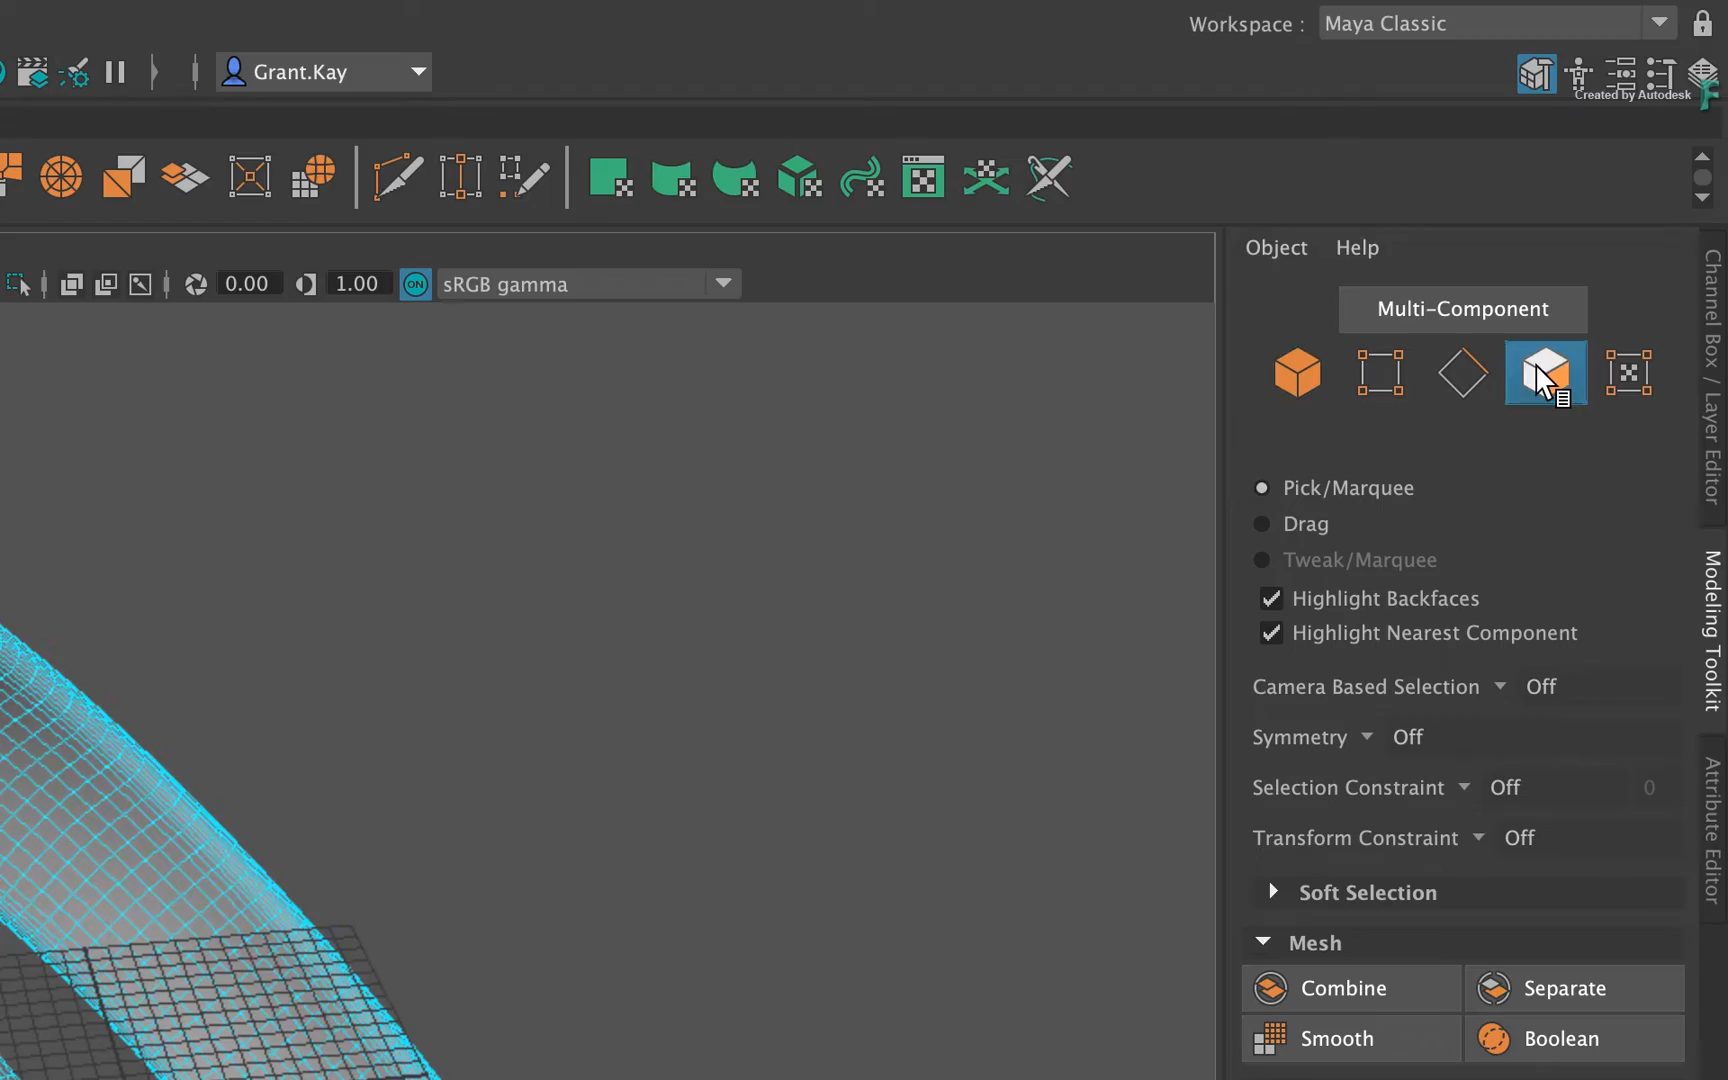 Workspace : Maya Classic
Grant.Kay
Created by Autodesk
Object Help
0.00 1.00 ON sRGB gamma
Multi-Component
Pick/Marquee
Drag
Tweak/Marquee
Highlight Backfaces
Highlight Nearest Component
Camera Based Selection Off
Symmetry Off
Selection Constraint Off 0
Transform Constraint Off
Soft Selection
Mesh
Combine Separate
Smooth Boolean
Channel Box / Layer Editor
Modeling Toolkit
Attribute Editor